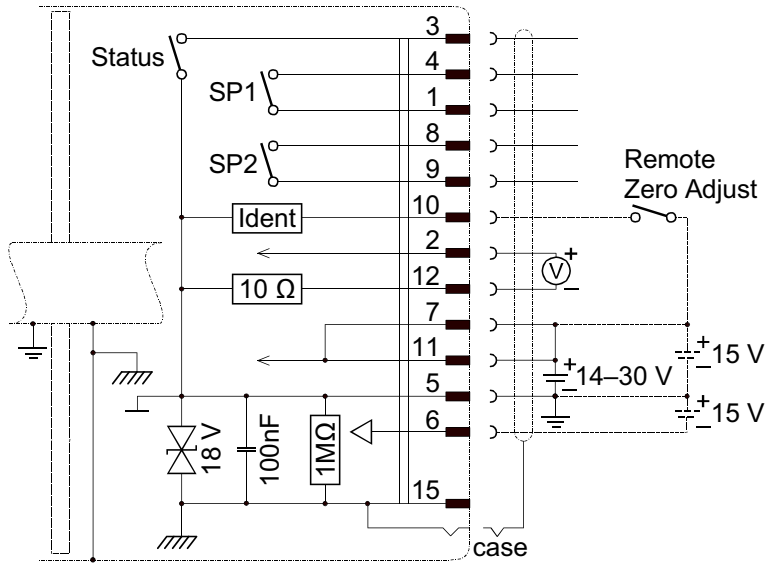 3
Status
4
SP1
1
8
SP2
9
Remote
Zero Adjust
10
Ident
2
+
V
−
12
10 Ω
7
11
+
−
14–30 V
+
−
15 V
5
6
+
−
15 V
18 V
100nF
1MΩ
15
case